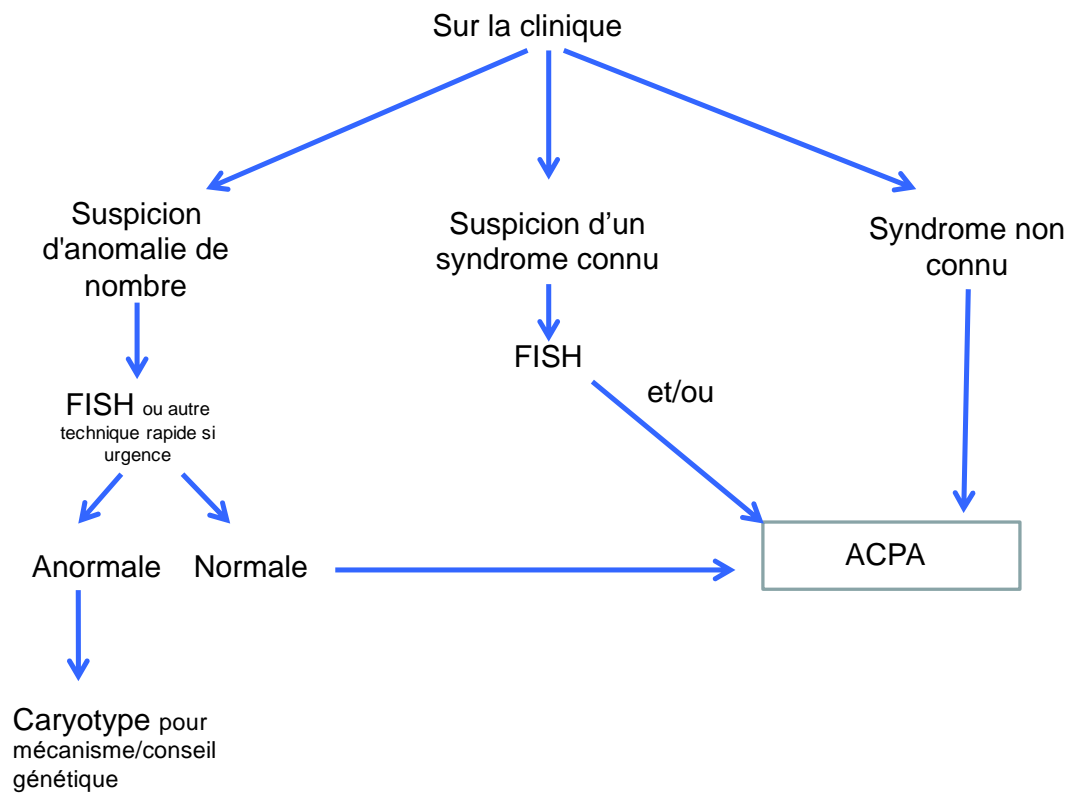 Sur la clinique
Suspicion
d'anomalie de
nombre
Suspicion d’un
syndrome connu
Syndrome non
connu
FISH
et/ou
FISH ou autre
technique rapide si
urgence
Anormale
Normale
ACPA
Caryotype pour
mécanisme/conseil
génétique